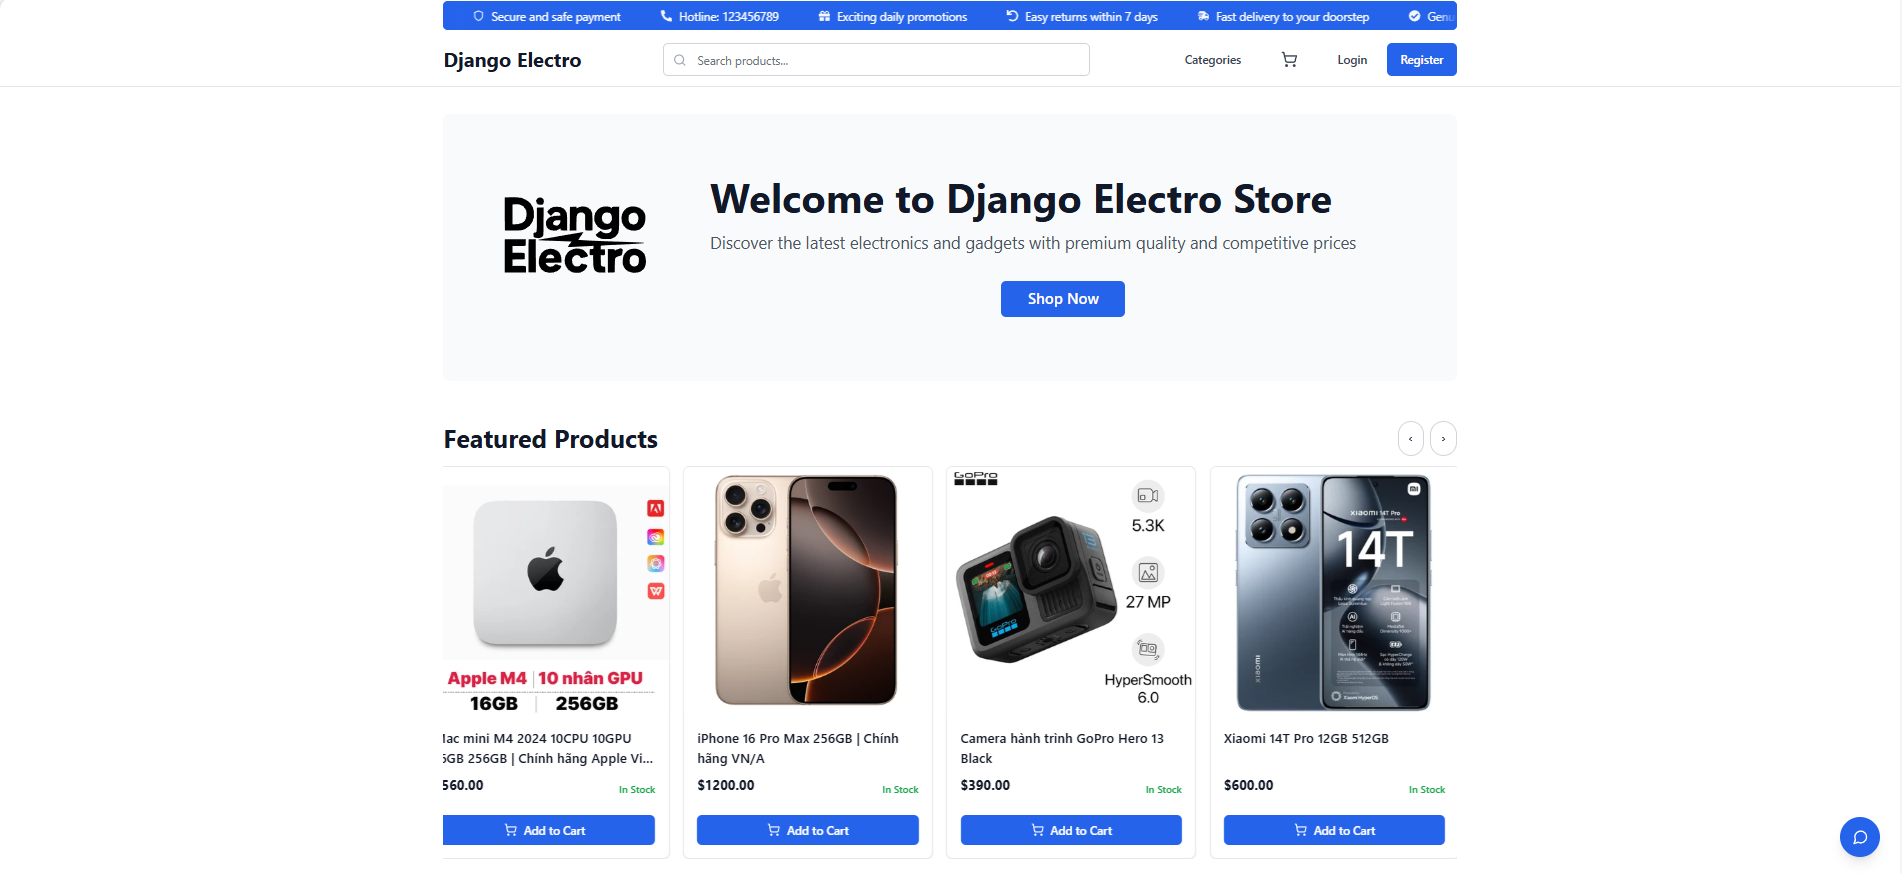 Secure and safe payment
Hotline: 123456789
Exciting daily promotions
Easy returns within 7 days
Fast delivery to your doorstep
Django Electro
Search products...
Categories
Login
Register
Django
Electro
Welcome to Django Electro Store
Discover the latest electronics and gadgets with premium quality and competitive prices
Shop Now
Featured Products
Apple M4 | 10 nhân GPU
16GB | 256GB
mini M4 2024 10CPU 10GPU
256GB | Chính hãng Apple Vi...
560.00
In Stock
Add to Cart
iPhone 16 Pro Max 256GB | Chính
hãng VN/A
$1200.00
In Stock
Add to Cart
GoPro
5.3K
27 MP
HyperSmooth
6.0
GoPro
Camera hành trình GoPro Hero 13
Black
$390.00
In Stock
Add to Cart
xiaomi 14T Pro
14T
xiaomi
Xiaomi HyperOS
Xiaomi 14T Pro 12GB 512GB
$600.00
In Stock
Add to Cart